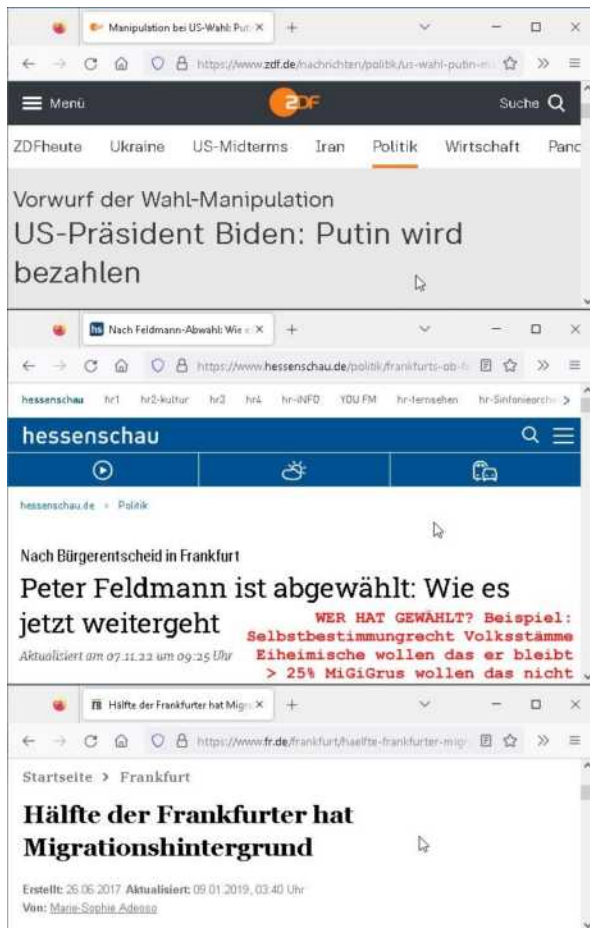 Manipulation bei US-Wahl: Put
https://www.zdf.de/nachrichten/politik/us-wahl-putin-m
Menü ZDF Suche
ZDFheute Ukraine US-Midterms Iran Politik Wirtschaft Panc
Vorwurf der Wahl-Manipulation
US-Präsident Biden: Putin wird
bezahlen
hs Nach Feldmann-Abwahl: Wie e
https://www.hessenschau.de/politik/frankfurts-ob-f
hessenschau hr1 hr2-kultur hr3 hr4 hr-iNFO YOU FM hr-fernsehen hr-Sinfonieorche
hessenschau
hessenschau.de Politik
Nach Bürgerentscheid in Frankfurt
Peter Feldmann ist abgewählt: Wie es
jetzt weitergeht
WER HAT GEWÄHLT? Beispiel:
Selbstbestimmungrecht Volksstämme
Aktualisiert am 07.11.22 um 09:25 Uhr
Eiheimische wollen das er bleibt
> 25% MiGiGrus wollen das nicht
FR Hälfte der Frankfurter hat Migr
https://www.fr.de/frankfurt/haelfte-frankfurter-migr
Startseite > Frankfurt
Hälfte der Frankfurter hat
Migrationshintergrund
Erstellt: 26.06.2017 Aktualisiert: 09.01.2019, 03:40 Uhr
Von: Marie-Sophie Adeoso